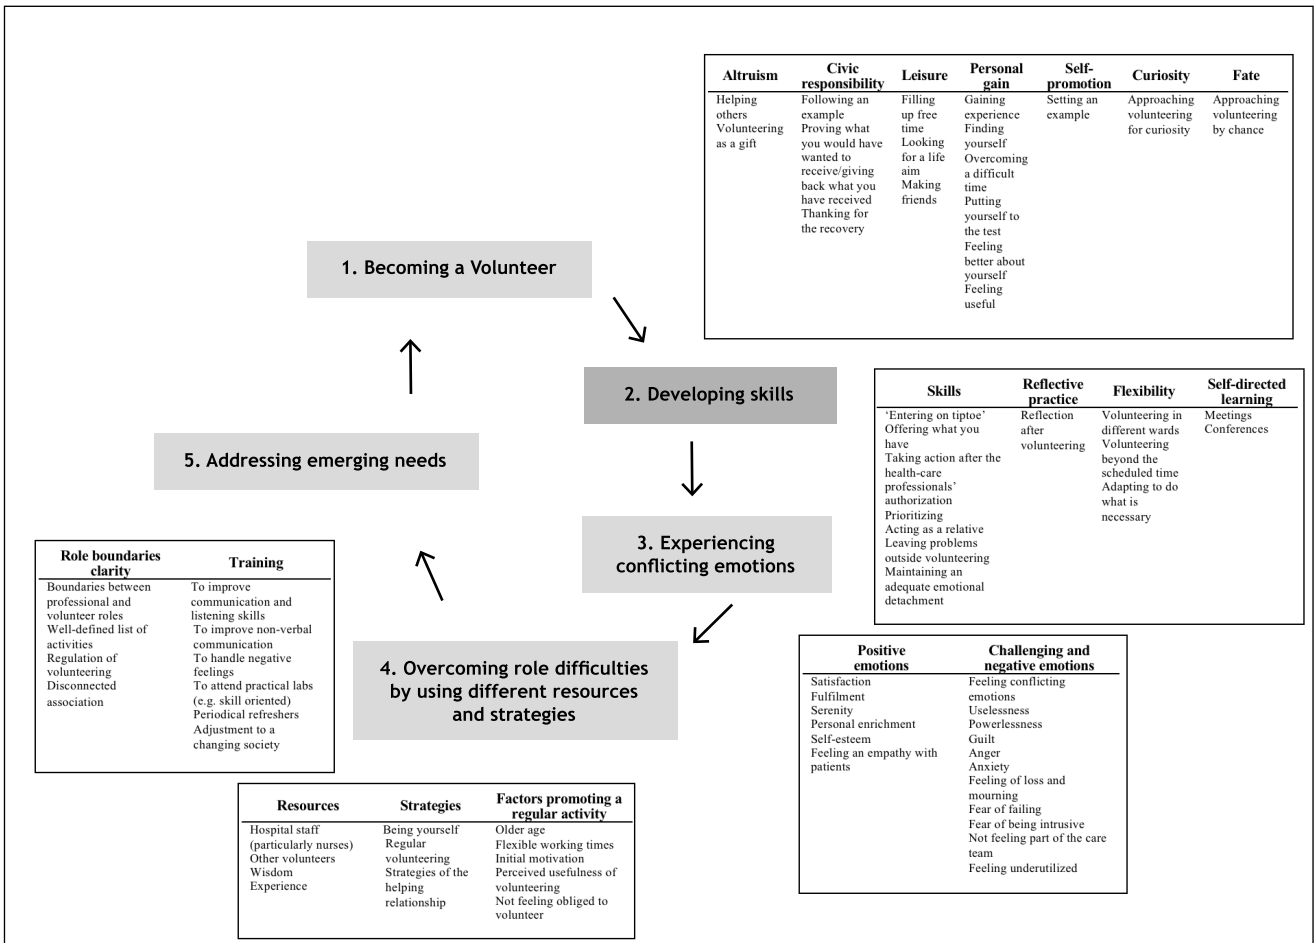 1. Becoming a Volunteer
Altruism
Helping
others
Volunteering
as a gift
Civic
responsibility
Following an
example
Proving what
you would have
wanted to
receive/giving
back what you
have received
Thanking for
the recovery
Leisure
Filling
up free
time
Looking
for a life
aim
Making
friends
Personal
gain
Gaining
experience
Finding
yourself
Overcoming
a difficult
time
Putting
yourself to
the test
Feeling
better about
yourself
Feeling
useful
Self-
promotion
Setting an
example
Curiosity
Approaching
volunteering
for curiosity
Fate
Approaching
volunteering
by chance
2. Developing skills
Skills
‘Entering on tiptoe’
Offering what you
have
Taking action after the
health-care
professionals’
authorization
Prioritizing
Acting as a relative
Leaving problems
outside volunteering
Maintaining an
adequate emotional
detachment
Reflective
practice
Reflection
after
volunteering
Flexibility
Volunteering in
different wards
Volunteering
beyond the
scheduled time
Adapting to do
what is
necessary
Self-directed
learning
Meetings
Conferences
3. Experiencing
conflicting emotions
Positive
emotions
Satisfaction
Fulfilment
Serenity
Personal enrichment
Self-esteem
Feeling an empathy with
patients
Challenging and
negative emotions
Feeling conflicting
emotions
Uselessness
Powerlessness
Guilt
Anger
Anxiety
Feeling of loss and
mourning
Fear of failing
Fear of being intrusive
Not feeling part of the care
team
Feeling underutilized
4. Overcoming role difficulties
by using different resources
and strategies
Resources
Hospital staff
(particularly nurses)
Other volunteers
Wisdom
Experience
Strategies
Being yourself
Regular
volunteering
Strategies of the
helping
relationship
Factors promoting a
regular activity
Older age
Flexible working times
Initial motivation
Perceived usefulness of
volunteering
Not feeling obliged to
volunteer
5. Addressing emerging needs
Role boundaries
clarity
Boundaries between
professional and
volunteer roles
Well-defined list of
activities
Regulation of
volunteering
Disconnected
association
Training
To improve
communication and
listening skills
To improve non-verbal
communication
To handle negative
feelings
To attend practical labs
(e.g. skill oriented)
Periodical refreshers
Adjustment to a
changing society